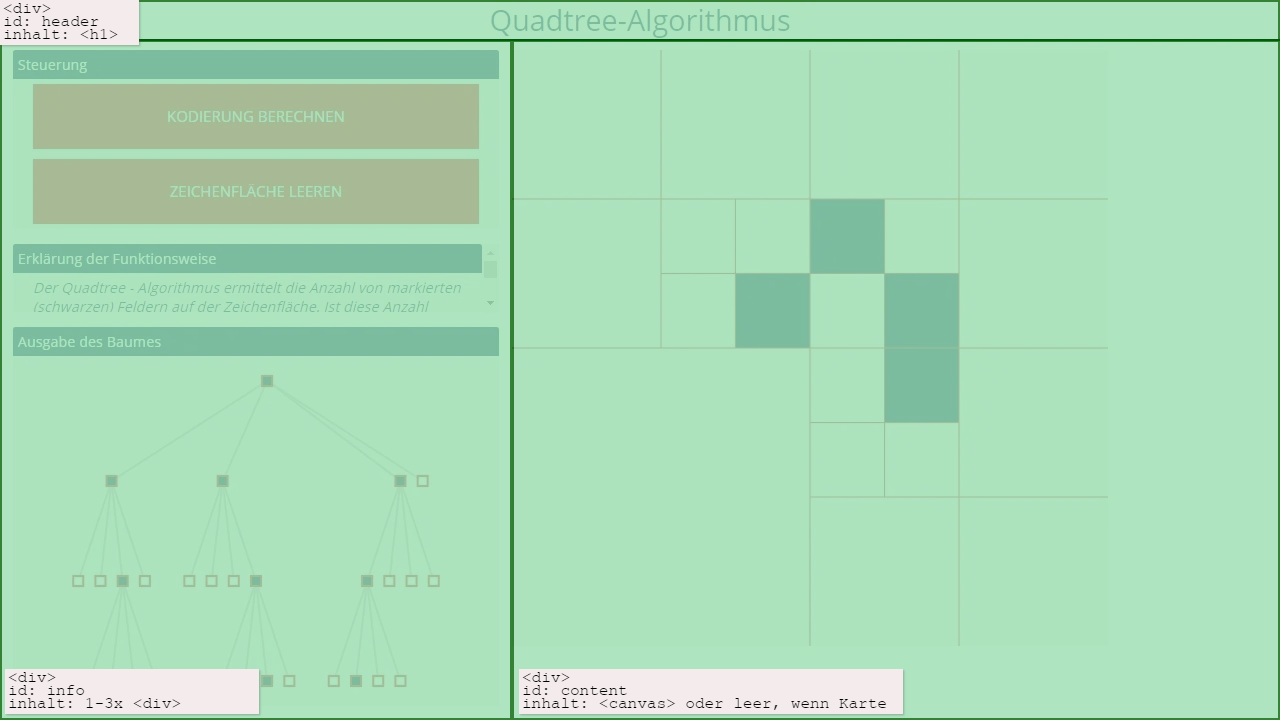 <div>
id: header
inhalt: <h1>
Quadtree-Algorithmus
Steuerung
KODIERUNG BERECHNEN
ZEICHENFLÄCHE LEEREN
Erklärung der Funktionsweise
Der Quadtree - Algorithmus ermittelt die Anzahl von markierten
(schwarzen) Feldern auf der Zeichenfläche. Ist diese Anzahl
Ausgabe des Baumes
<div>
id: info
inhalt: 1-3x <div>
<div>
id: content
inhalt: <canvas> oder leer, wenn Karte